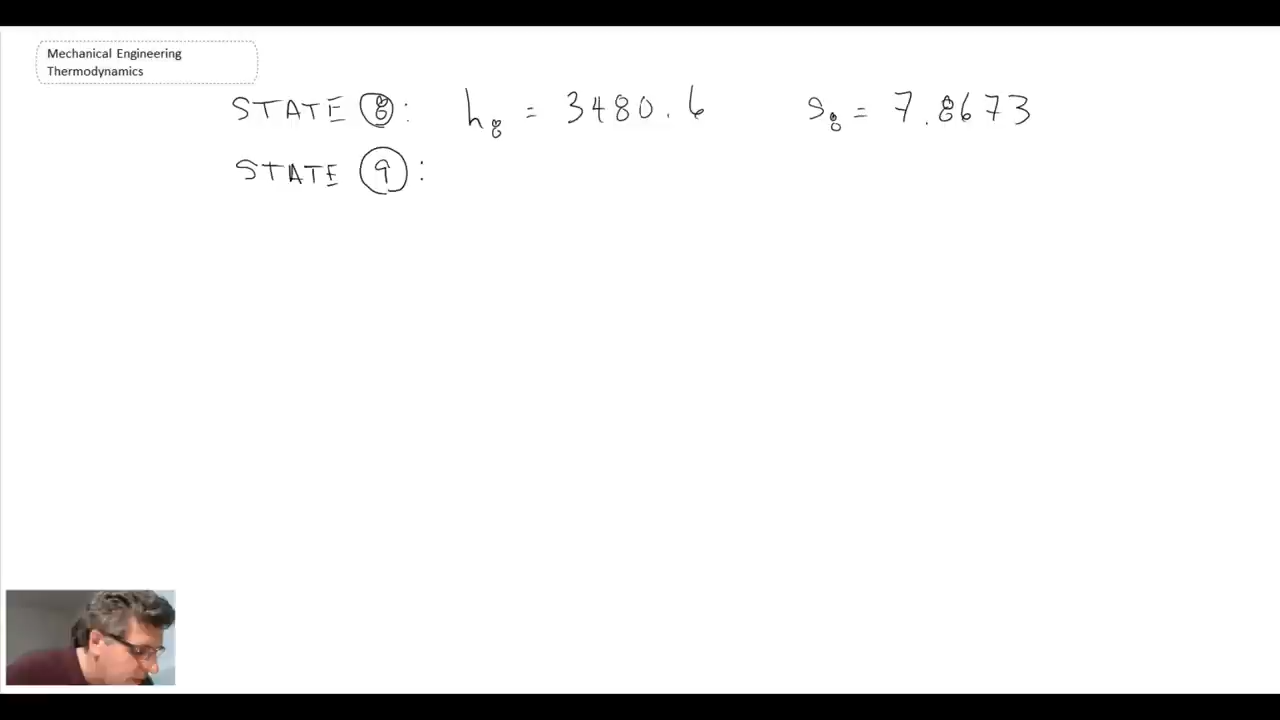 Mechanical Engineering
Thermodynamics
STATE 8: h8 = 3480.6 s8 = 7.8673
STATE 9: